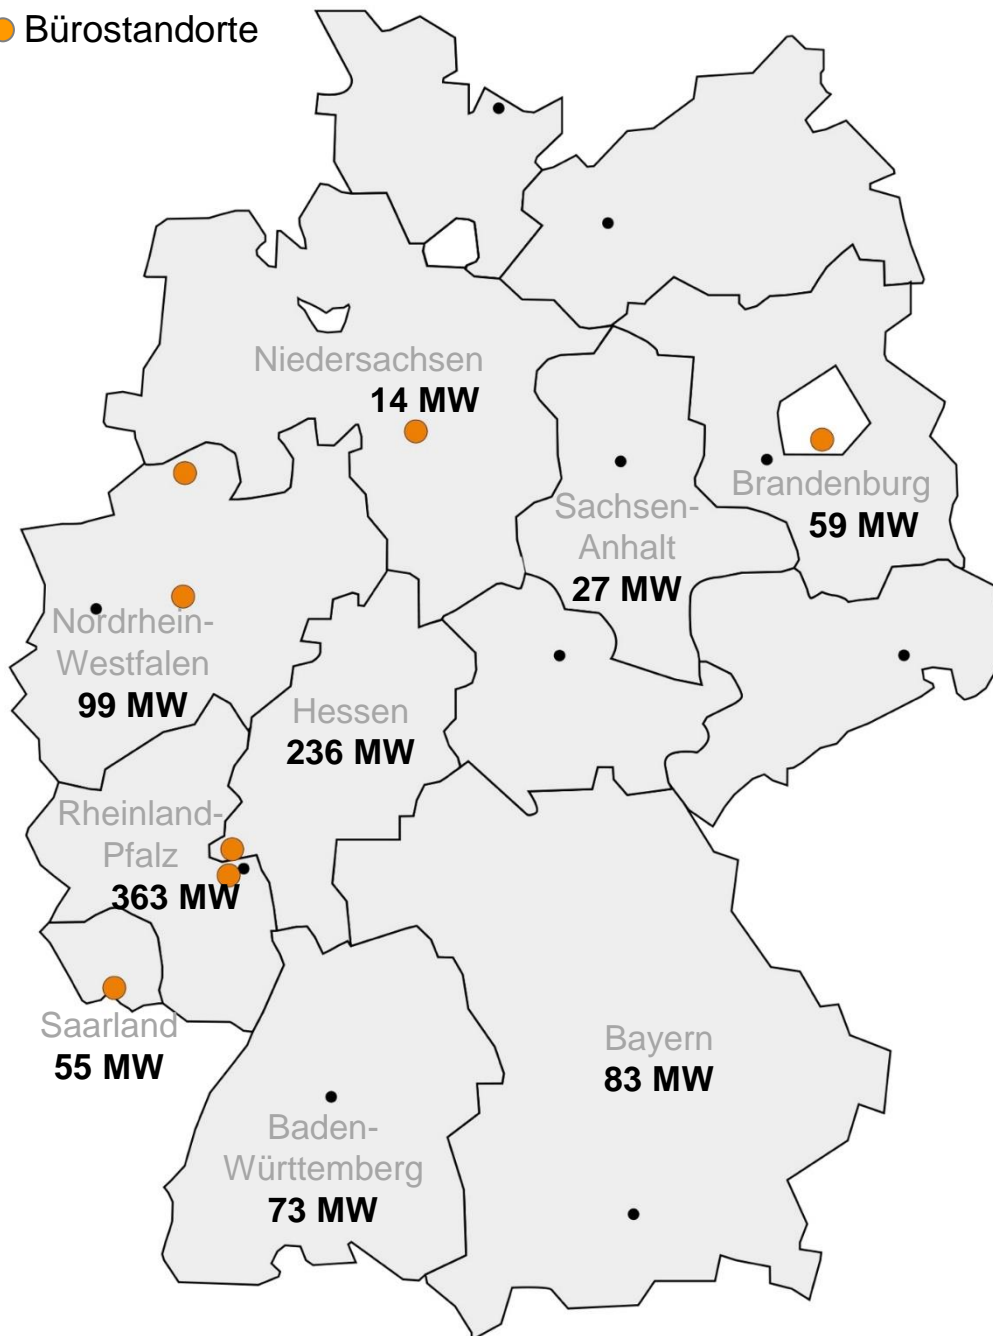 Bürostandorte
Niedersachsen
14 MW
Brandenburg
59 MW
Sachsen-
Anhalt
27 MW
Nordrhein-
Westfalen
99 MW
Hessen
236 MW
Rheinland-
Pfalz
363 MW
Saarland
55 MW
Bayern
83 MW
Baden-
Württemberg
73 MW